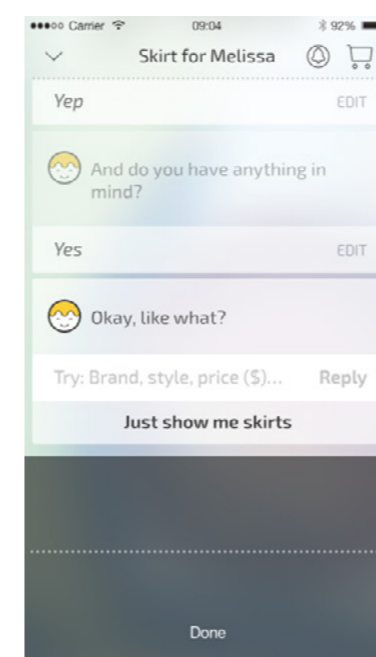 Carrier 09:04 92%
Skirt for Melissa
Yep EDIT
And do you have anything in
mind?
Yes EDIT
Okay, like what?
Try: Brand, style, price ($)... Reply
Just show me skirts
Done